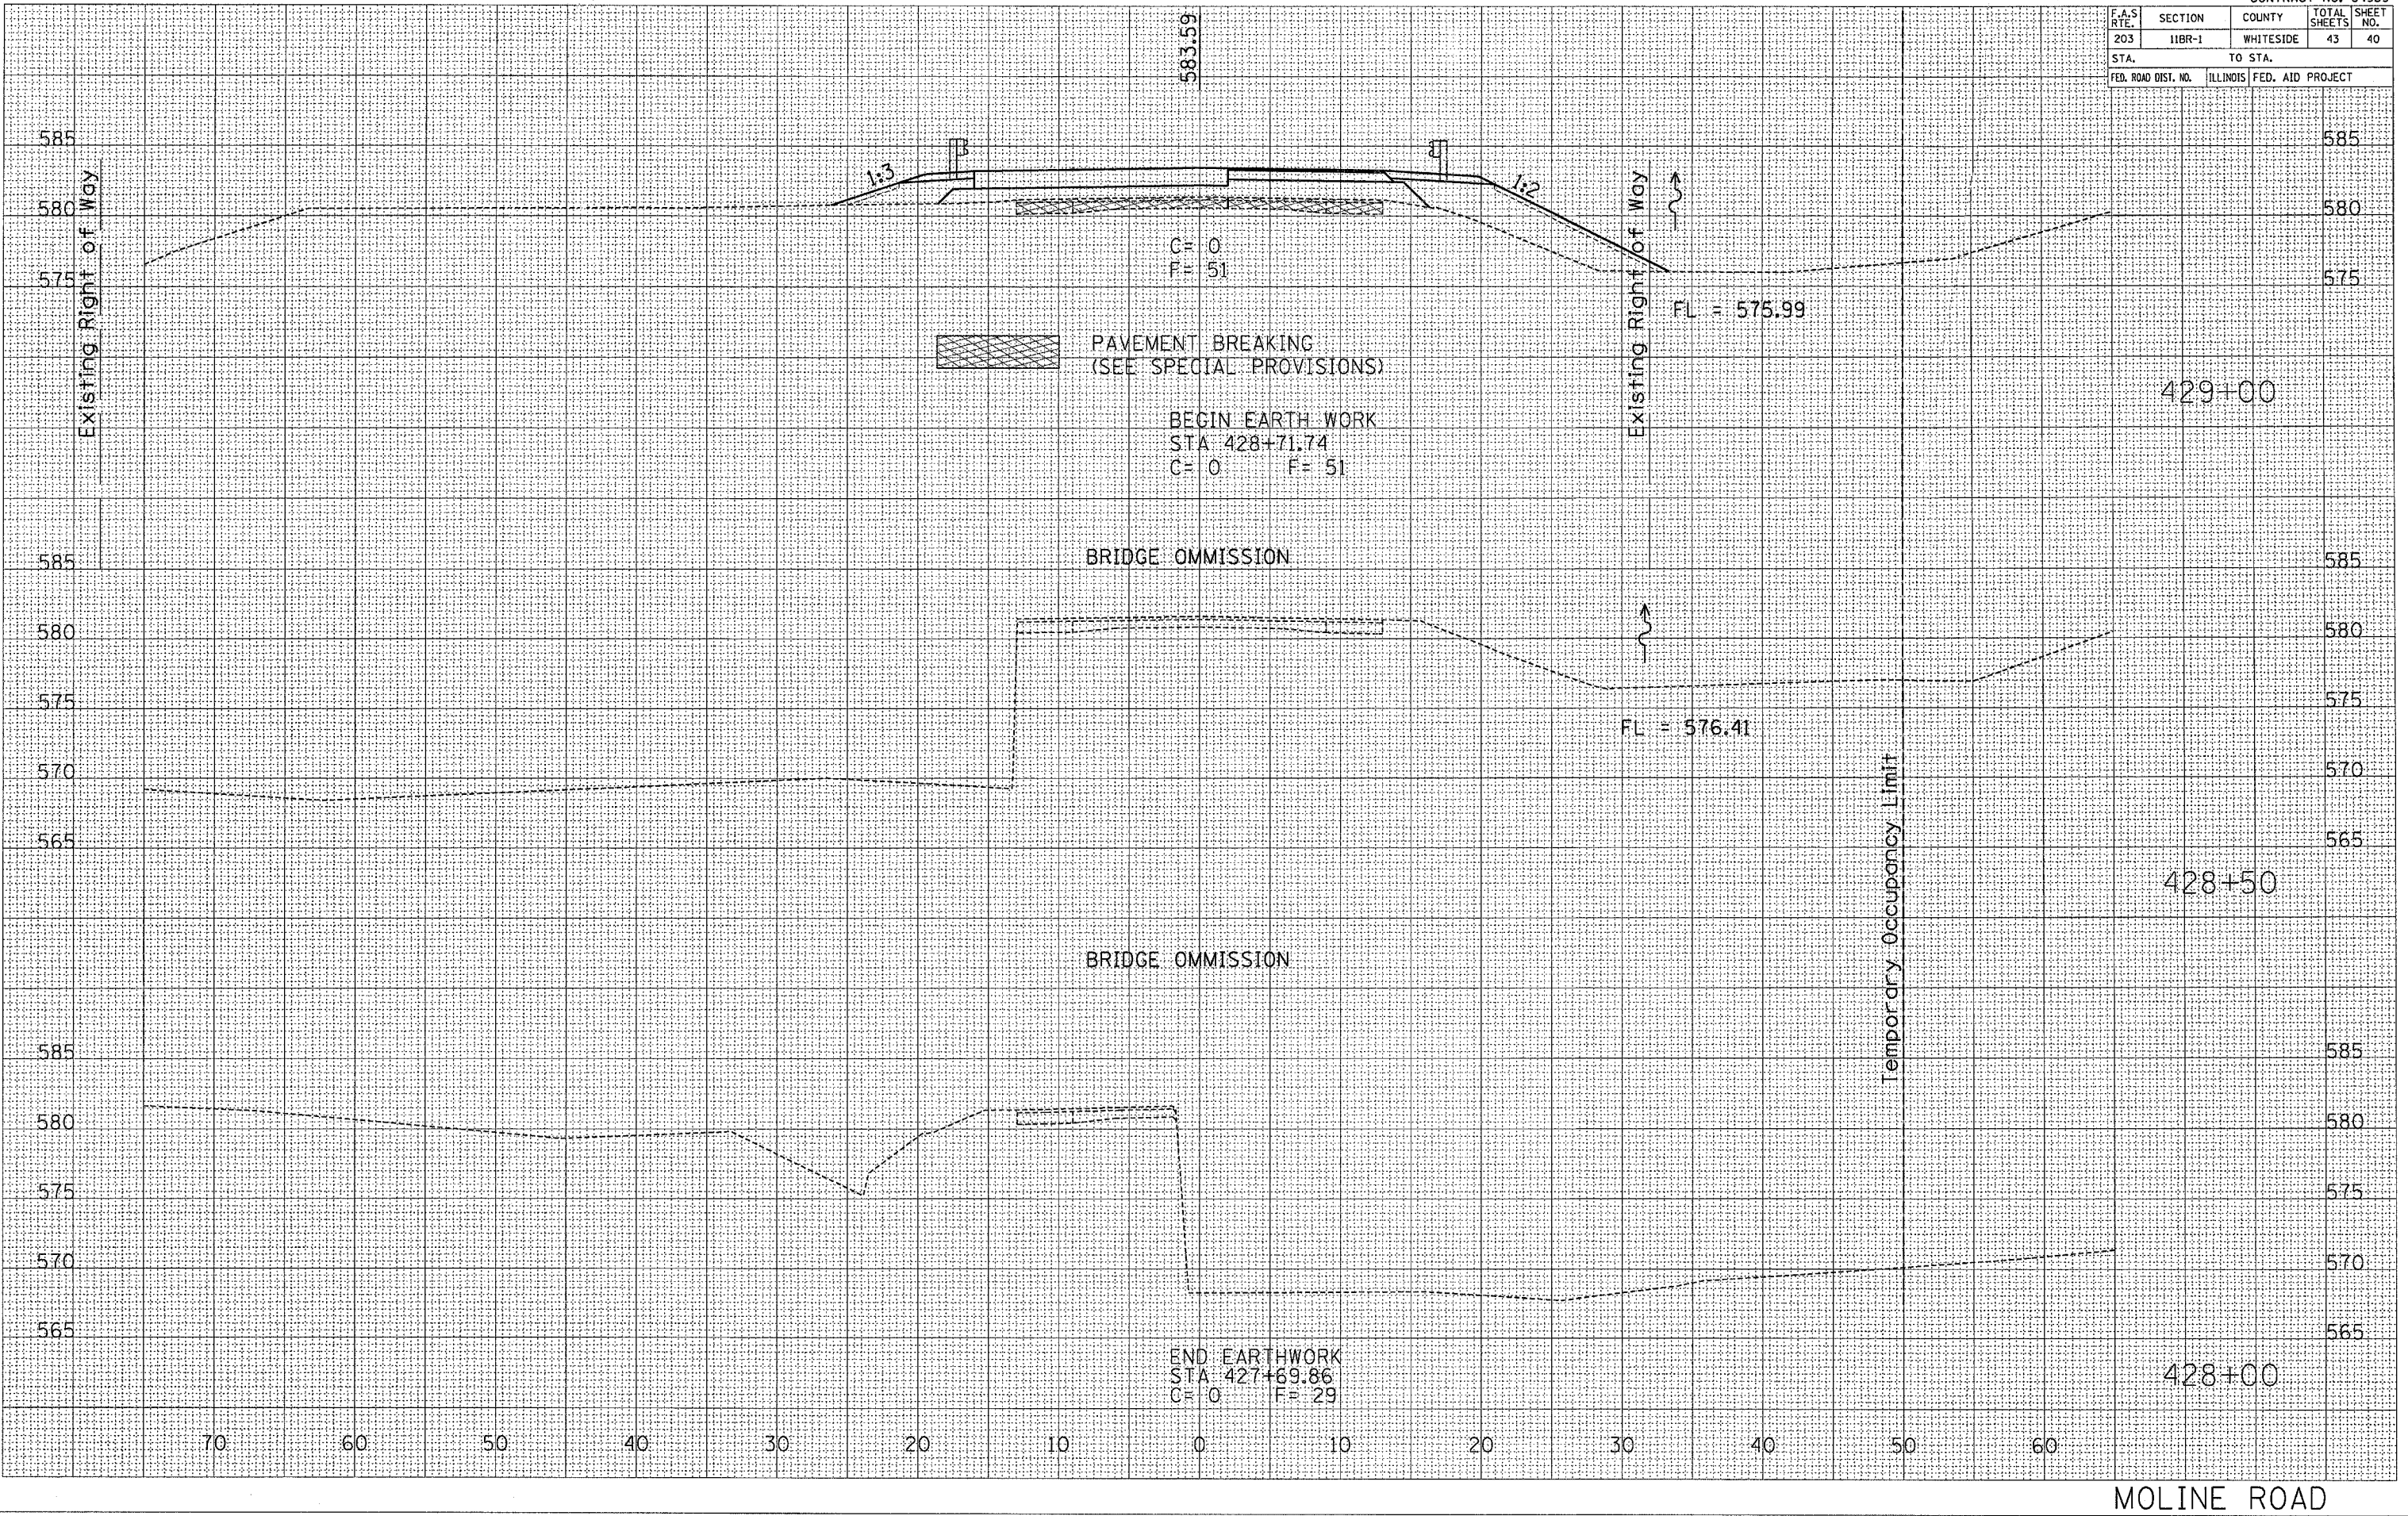 F.A.S. RTE. SECTION COUNTY TOTAL SHEETS SHEET NO.
203 11BR-1 WHITESIDE 43 40
STA. TO STA.
FED. ROAD DIST. NO. ILLINOIS FED. AID PROJECT
583.59
585 585
1:3 1:2
580 580
Existing Right of Way
Existing Right of Way
C= 0
F= 51
575 575
FL = 575.99
PAVEMENT BREAKING
(SEE SPECIAL PROVISIONS)
429+00
BEGIN EARTH WORK
STA 428+71.74
C= 0 F= 51
BRIDGE OMMISSION
585 585
580 580
575 575
FL = 576.41
570 570
565 565
Temporary Occupancy Limit
428+50
BRIDGE OMMISSION
585 585
580 580
575 575
570 570
565 565
END EARTHWORK
STA 427+69.86
C= 0 F= 29
428+00
70 60 50 40 30 20 10 0 10 20 30 40 50 60
MOLINE ROAD